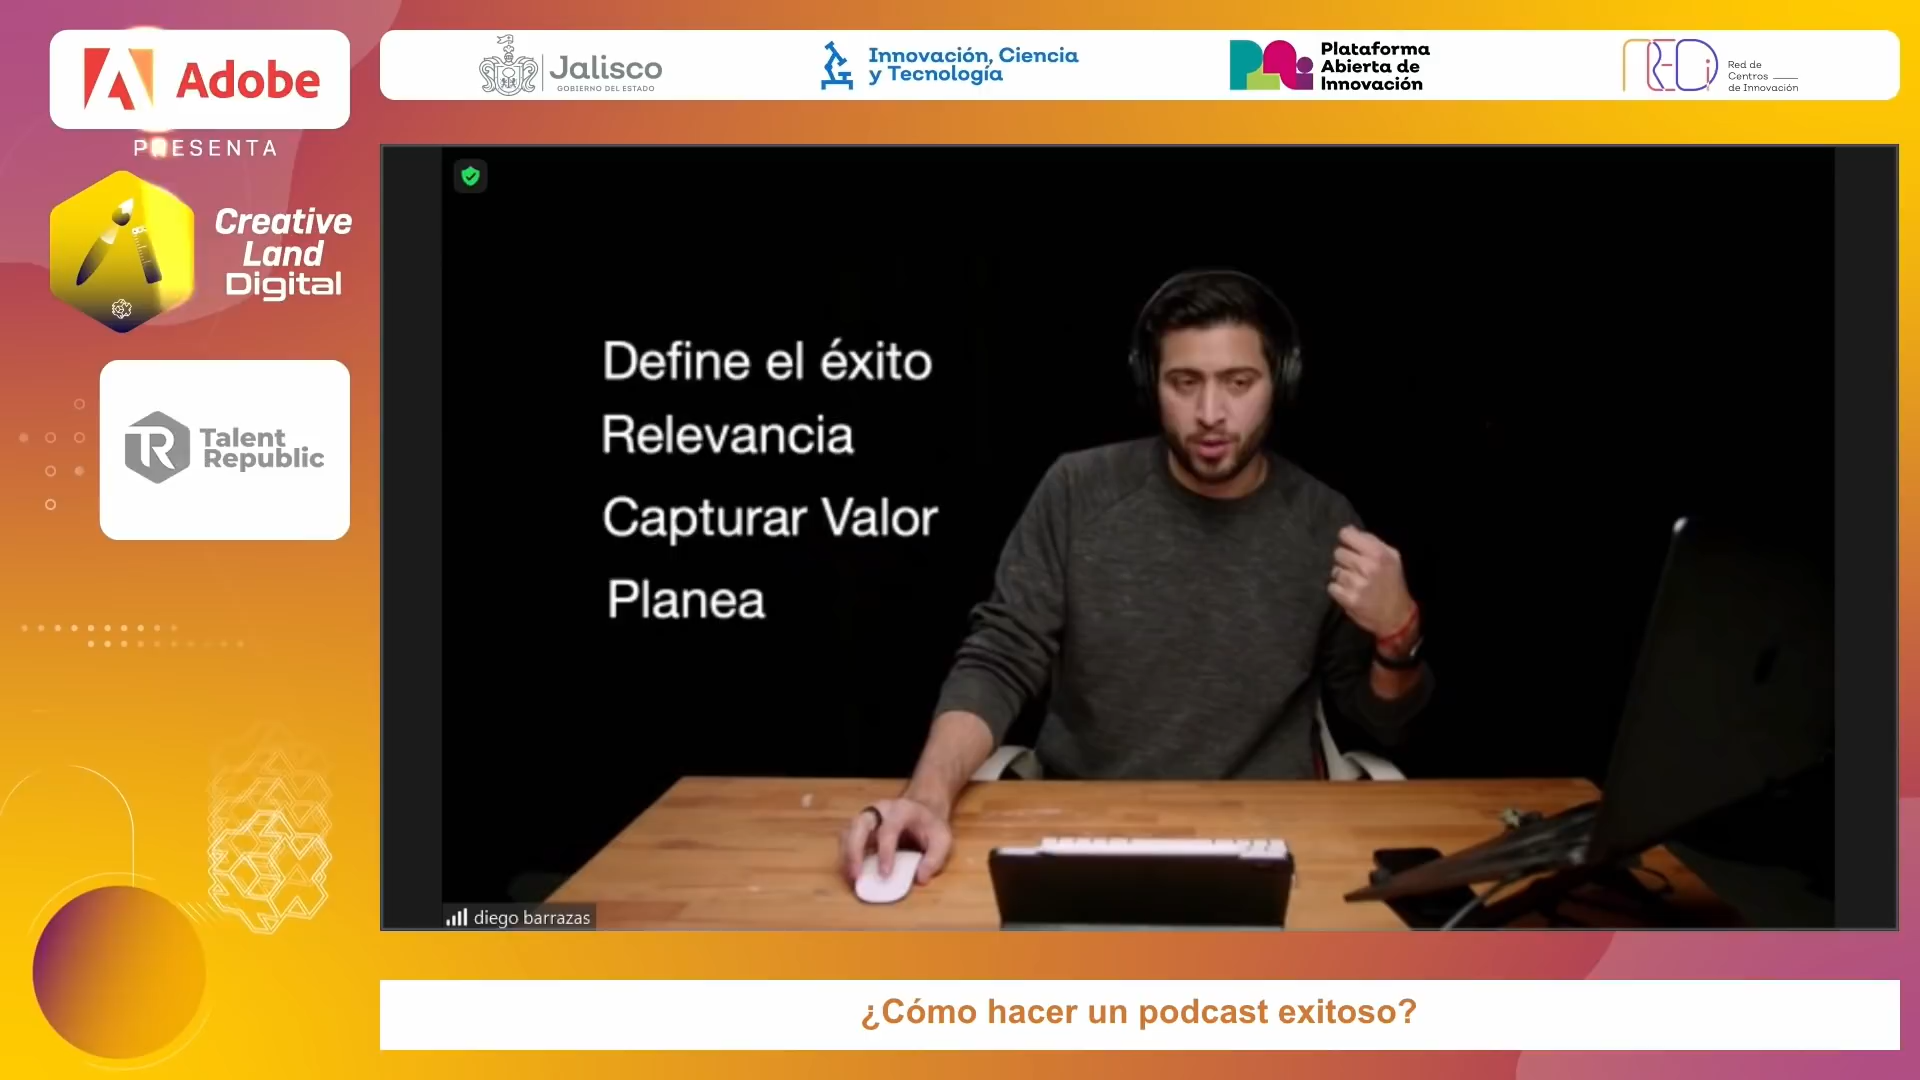 Adobe
PRESENTA
Creative
Land
Digital
Talent
Republic
Jalisco
GOBIERNO DEL ESTADO
Innovación, Ciencia
y Tecnología
Plataforma
Abierta de
Innovación
REDi
Red de
Centros
de Innovación
Define el éxito
Relevancia
Capturar Valor
Planea
diego barrazas
¿Cómo hacer un podcast exitoso?